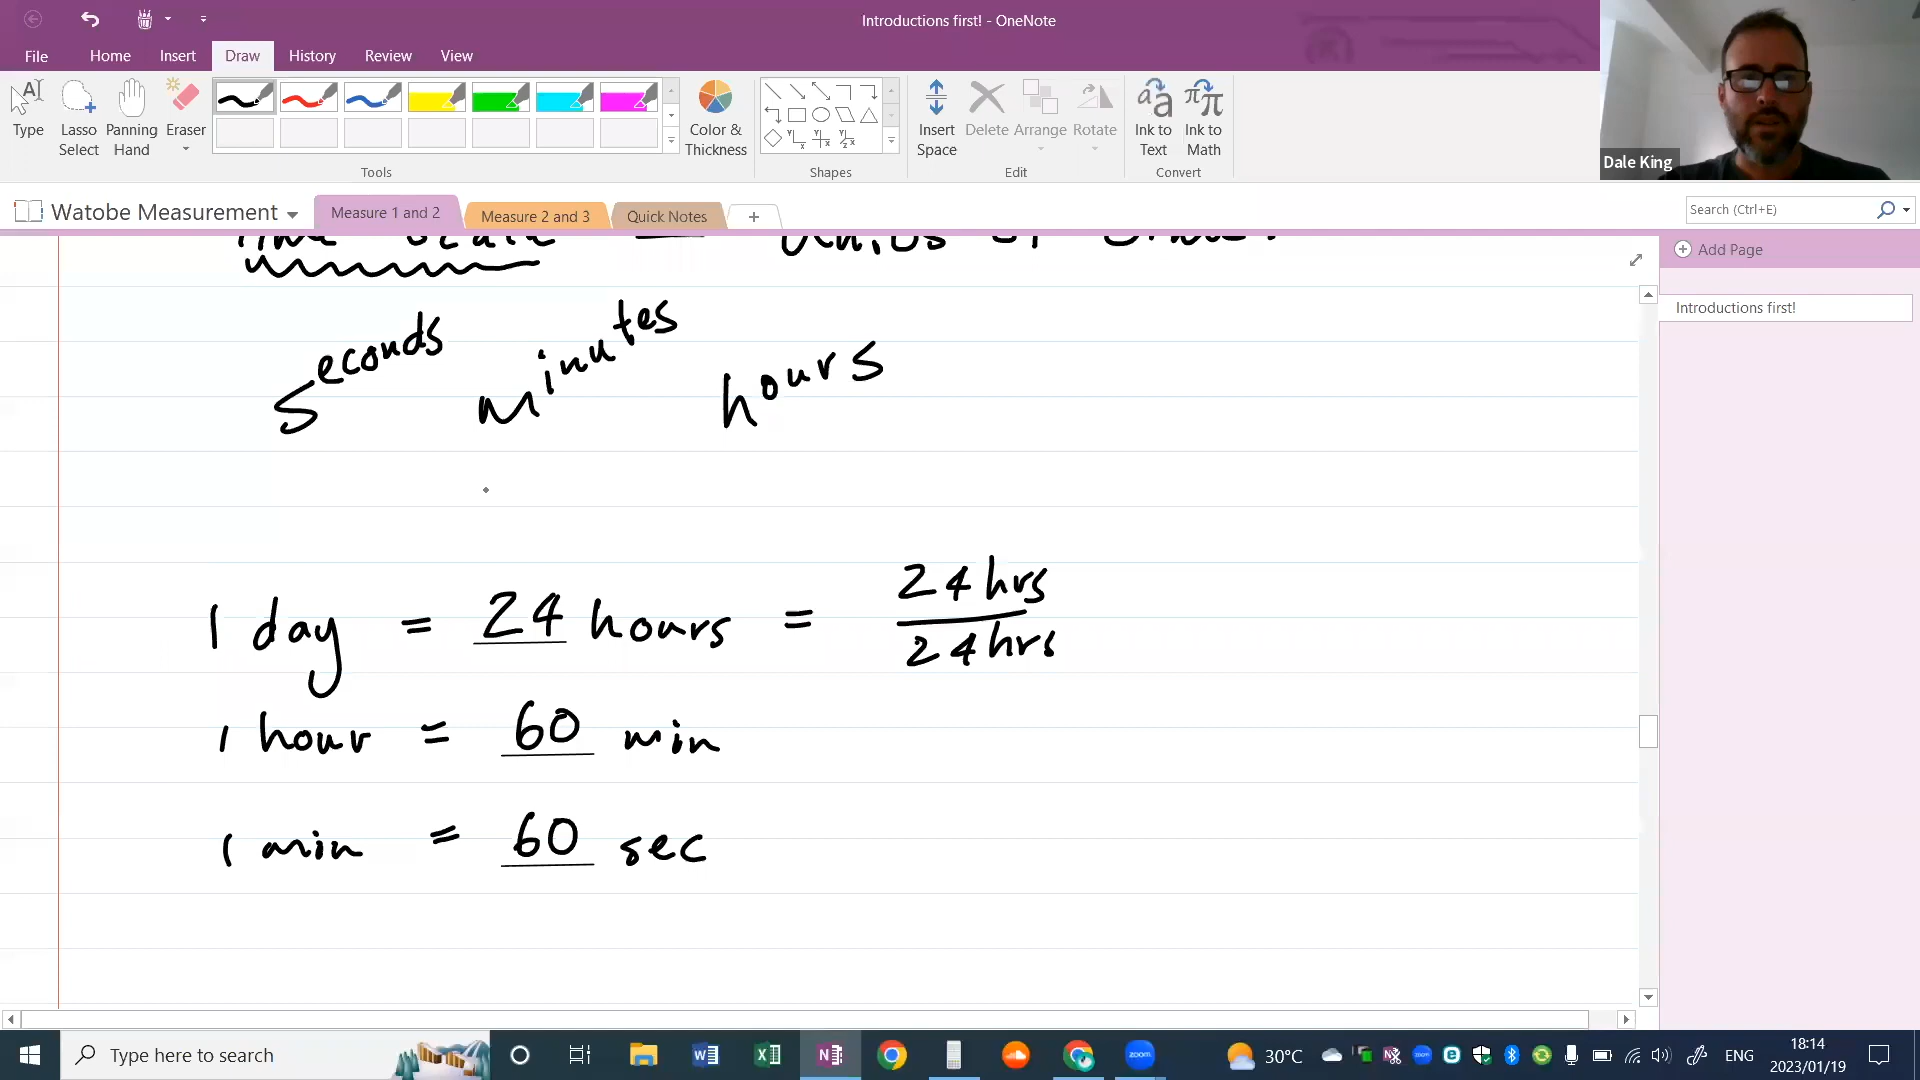 Introductions first! - OneNote
File Home Insert Draw History Review View
Type Lasso Select Panning Hand Eraser Color & Thickness Insert Space Delete Arrange Rotate Ink to Text Ink to Math
Tools Shapes Edit Convert
Dale King
Watobe Measurement Measure 1 and 2 Measure 2 and 3 Quick Notes + Search (Ctrl+E)
Add Page
Introductions first!
units of
seconds minutes hours
1 day = 24 hours = 24 hrs / 24 hrs
1 hour = 60 min
1 min = 60 sec
Type here to search
30°C ENG 18:14
2023/01/19